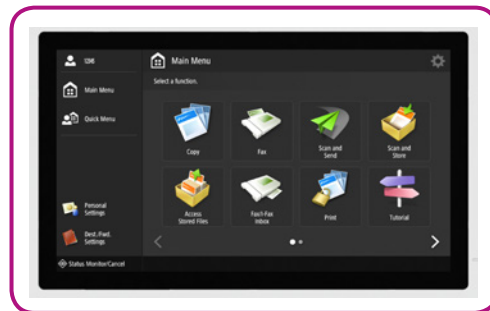 Main Menu
Select a function.
Main Menu
Quick Menu
Copy
Fax
Scan and
Send
Scan and
Store
Personal
Settings
Access
Stored Files
Fax/I-Fax
Inbox
Print
Tutorial
Dest./Fwd.
Settings
Status Monitor/Cancel